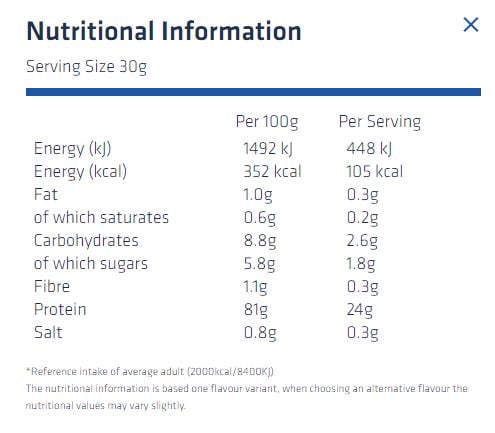 Nutritional Information
Serving Size 30g
Per 100g Per Serving
Energy (kJ) 1492 kJ 448 kJ
Energy (kcal) 352 kcal 105 kcal
Fat 1.0g 0.3g
of which saturates 0.6g 0.2g
Carbohydrates 8.8g 2.6g
of which sugars 5.8g 1.8g
Fibre 1.1g 0.3g
Protein 81g 24g
Salt 0.8g 0.3g
*Reference intake of average adult (2000kcal/8400KJ)
The nutritional information is based one flavour variant, when choosing an alternative flavour the
nutritional values may vary slightly.